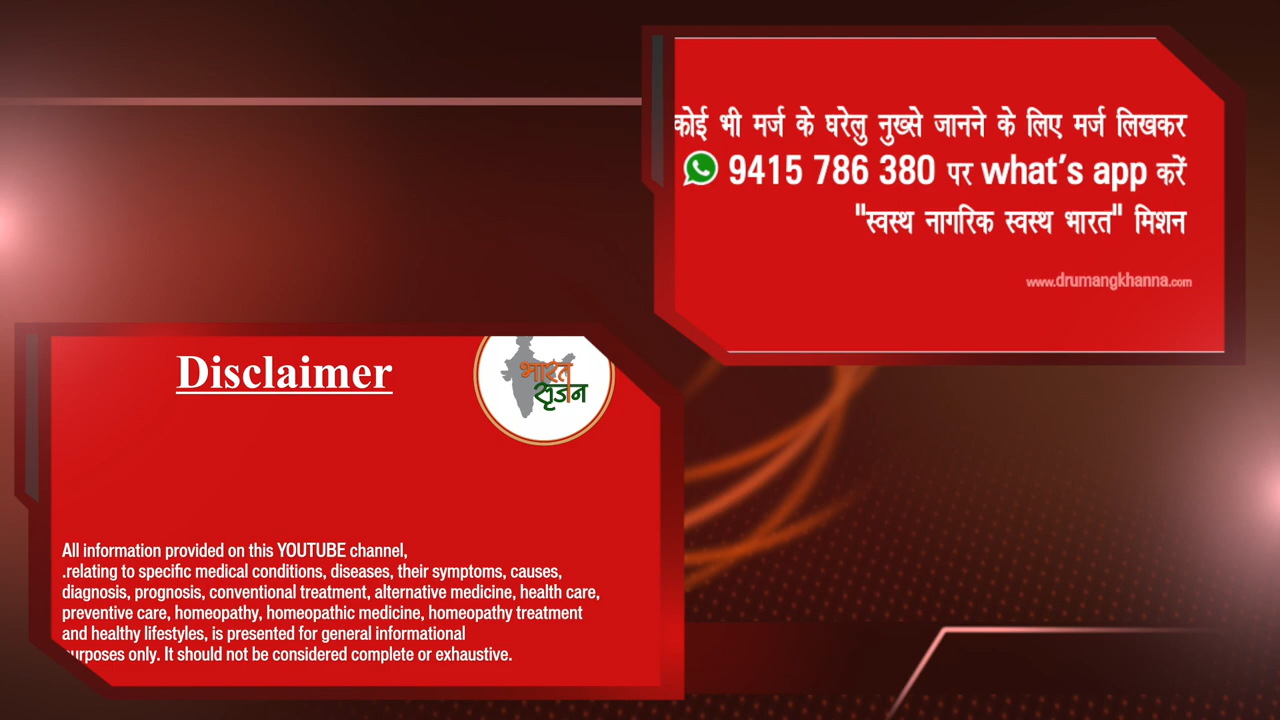 कोई भी मर्ज के घरेलु नुख्से जानने के लिए मर्ज लिखकर
9415 786 380 पर what's app करें
"स्वस्थ नागरिक स्वस्थ भारत" मिशन
www.drumangkhanna.com
Disclaimer
भारत
सृजन
All information provided on this YOUTUBE channel,
.relating to specific medical conditions, diseases, their symptoms, causes,
diagnosis, prognosis, conventional treatment, alternative medicine, health care,
preventive care, homeopathy, homeopathic medicine, homeopathy treatment
and healthy lifestyles, is presented for general informational
urposes only. It should not be considered complete or exhaustive.